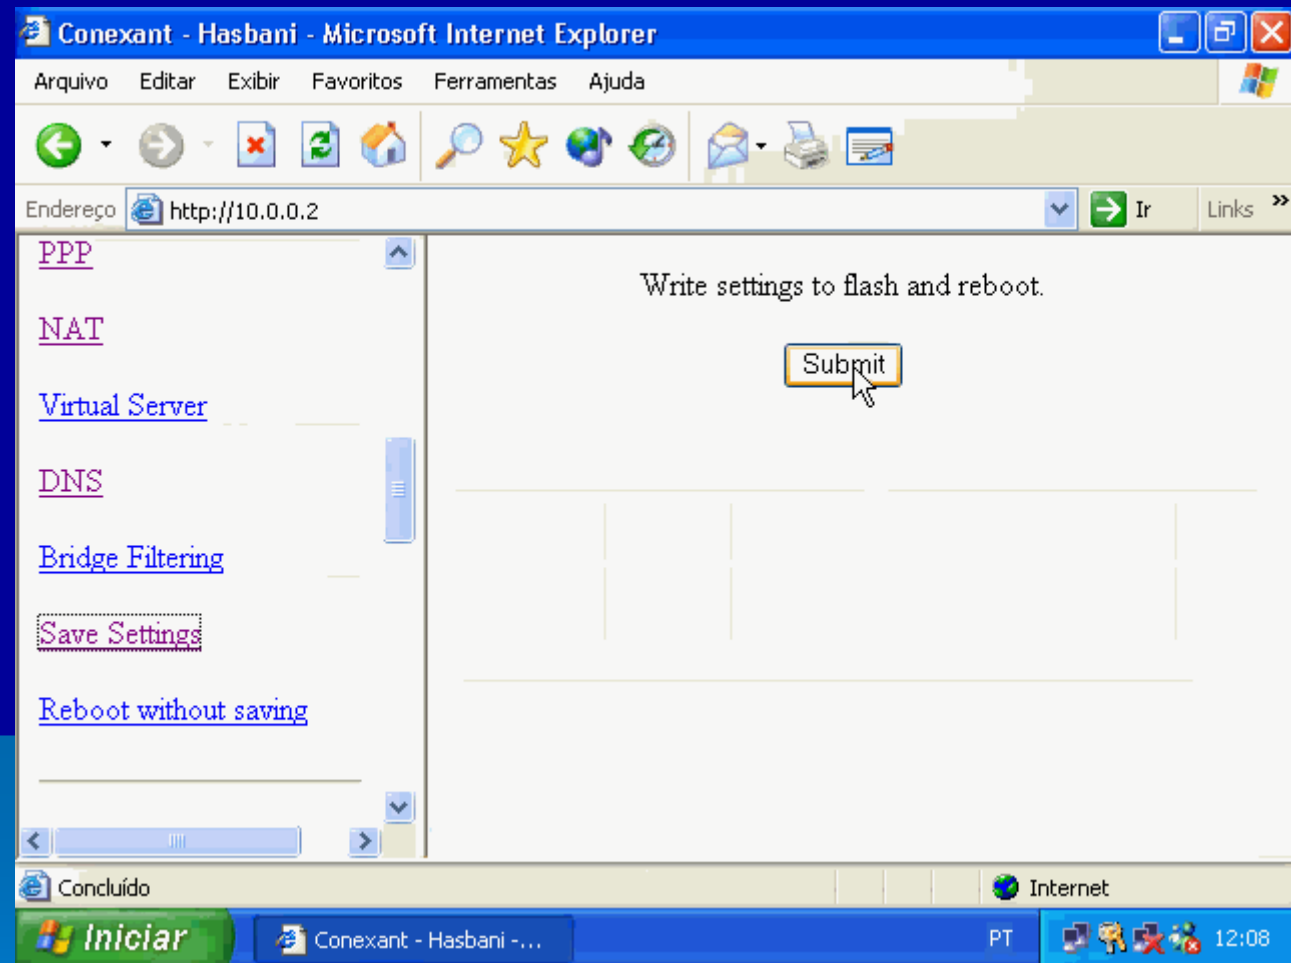 Conexant - Hasbani - Microsoft Internet Explorer
Arquivo Editar Exibir Favoritos Ferramentas Ajuda
Endereço http://10.0.0.2 Ir Links »
PPP
NAT
Virtual Server
DNS
Bridge Filtering
Save Settings
Reboot without saving
Write settings to flash and reboot.
Submit
Concluído Internet
Iniciar Conexant - Hasbani -... PT 12:08